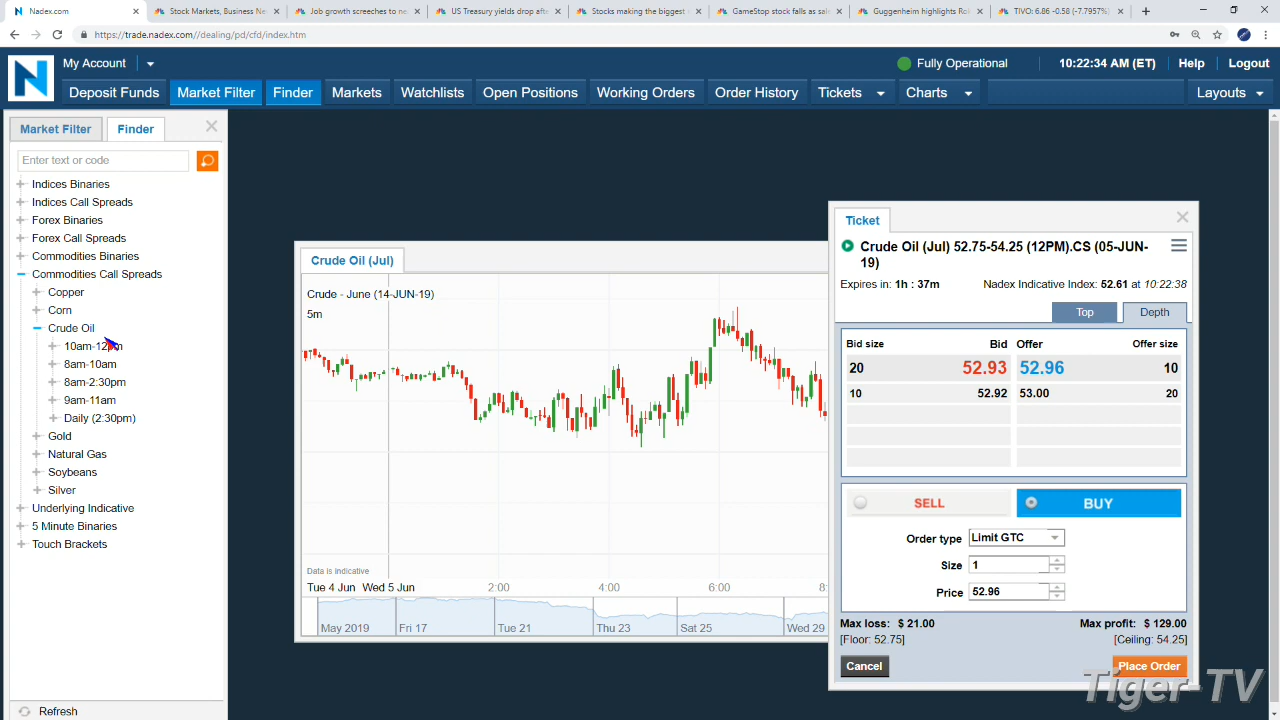 Nadex.com
Stock Markets, Business Ne
Job growth screeches to ne
US Treasury yields drop afte
Stocks making the biggest
GameStop stock falls as sal
Guggenheim highlights Ro
TIVO: 6.86 -0.58 (-7.7957%)
https://trade.nadex.com//dealing/pd/cfd/index.htm
My Account
Fully Operational
10:22:34 AM (ET)
Help
Logout
Deposit Funds
Market Filter
Finder
Markets
Watchlists
Open Positions
Working Orders
Order History
Tickets
Charts
Layouts
Market Filter
Finder
Enter text or code
Indices Binaries
Indices Call Spreads
Forex Binaries
Forex Call Spreads
Commodities Binaries
Commodities Call Spreads
Copper
Corn
Crude Oil
10am-12pm
8am-10am
8am-2:30pm
9am-11am
Daily (2:30pm)
Gold
Natural Gas
Soybeans
Silver
Underlying Indicative
5 Minute Binaries
Touch Brackets
Refresh
Crude Oil (Jul)
Crude - June (14-JUN-19)
5m
Data is Indicative
Tue 4 Jun Wed 5 Jun 2:00 4:00 6:00 8:
May 2019 Fri 17 Tue 21 Thu 23 Sat 25 Wed 29
Ticket
Crude Oil (Jul) 52.75-54.25 (12PM).CS (05-JUN-
19)
Expires in: 1h : 37m
Nadex Indicative Index: 52.61 at 10:22:38
Top
Depth
Bid size Bid Offer Offer size
20 52.93 52.96 10
10 52.92 53.00 20
SELL
BUY
Order type Limit GTC
Size 1
Price 52.96
Max loss: $ 21.00
Max profit: $ 129.00
[Floor: 52.75]
[Ceiling: 54.25]
Cancel
Place Order
Tiger-TV